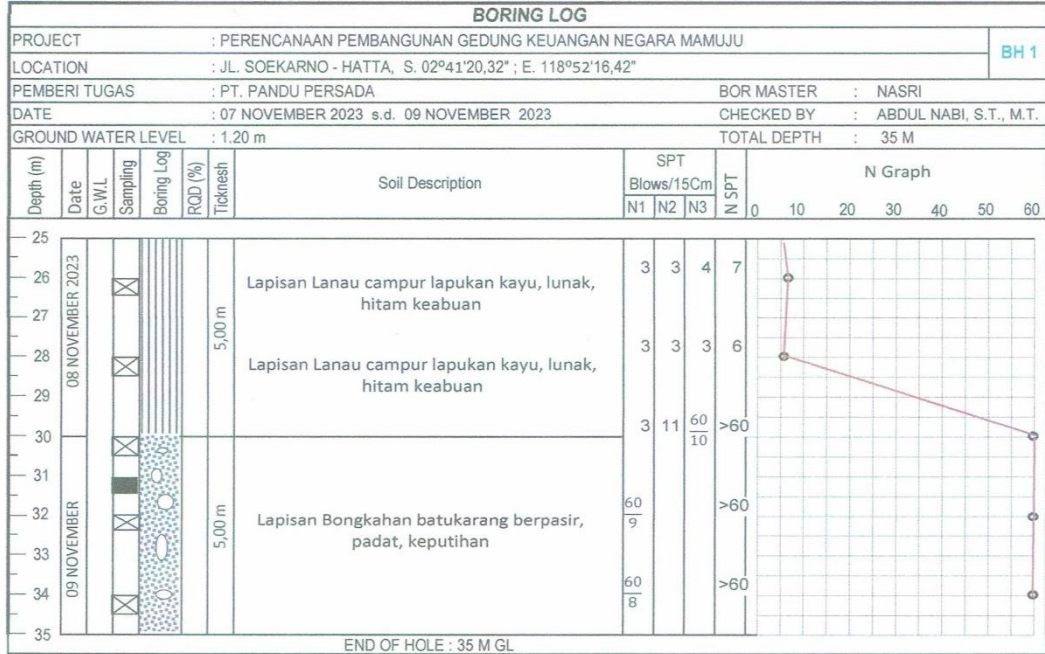 BORING LOG
PROJECT : PERENCANAAN PEMBANGUNAN GEDUNG KEUANGAN NEGARA MAMUJU
BH 1
LOCATION : JL. SOEKARNO - HATTA, S. 02º41'20,32" ; E. 118º52'16,42"
PEMBERI TUGAS : PT. PANDU PERSADA BOR MASTER : NASRI
DATE : 07 NOVEMBER 2023 s.d. 09 NOVEMBER 2023 CHECKED BY : ABDUL NABI, S.T., M.T.
GROUND WATER LEVEL : 1.20 m TOTAL DEPTH : 35 M
Depth (m) Date G.W.L Sampling Boring Log RQD (%) Ticknesh Soil Description SPT Blows/15Cm N SPT N Graph
N1 N2 N3 0 10 20 30 40 50 60
25
08 NOVEMBER 2023
5,00 m
26 3 3 4 7
Lapisan Lanau campur lapukan kayu, lunak,
hitam keabuan
27
28 3 3 3 6
Lapisan Lanau campur lapukan kayu, lunak,
hitam keabuan
29
30 3 11 60/10 >60
09 NOVEMBER
5,00 m
31
32 60/9 >60
Lapisan Bongkahan batukarang berpasir,
padat, keputihan
33
34 60/8 >60
35
END OF HOLE : 35 M GL